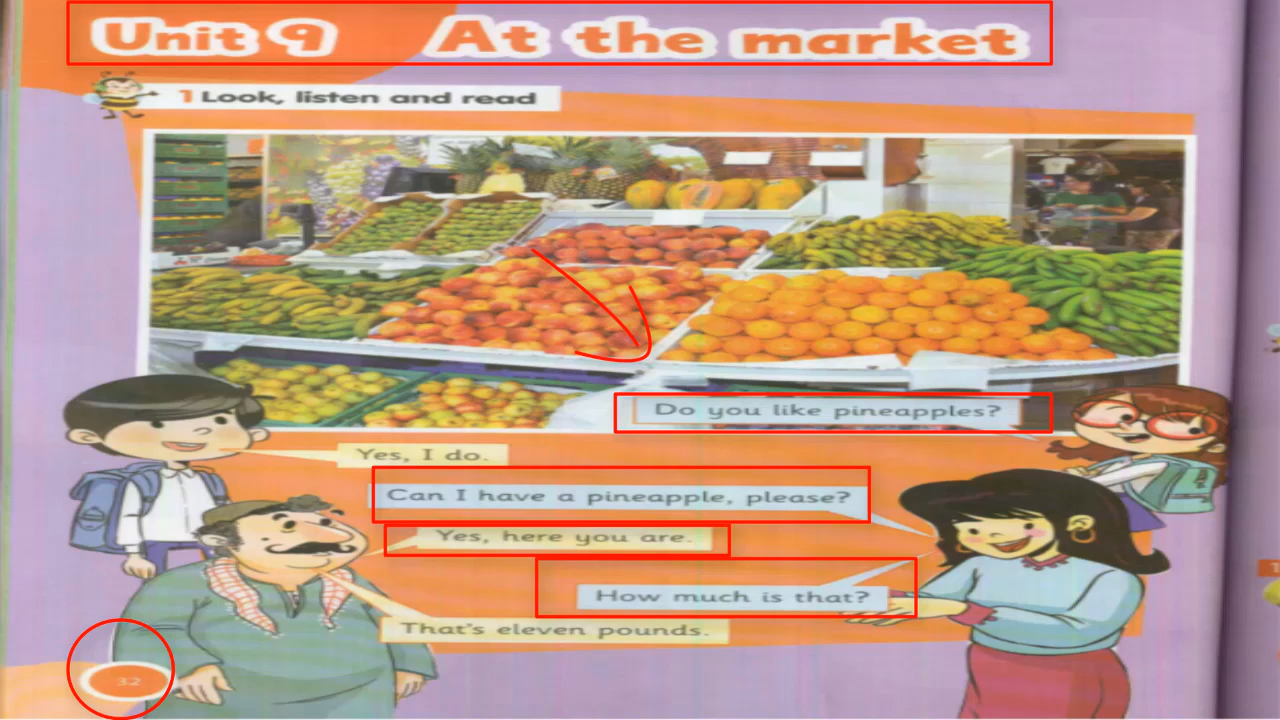 Unit 9 At the market
1 Look, listen and read
Do you like pineapples?
Yes, I do.
Can I have a pineapple, please?
Yes, here you are.
How much is that?
That's eleven pounds.
32